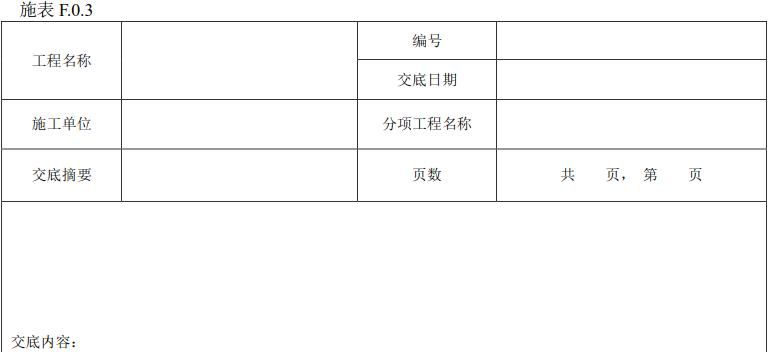 施表 F.0.3
工程名称
编号
交底日期
施工单位
分项工程名称
交底摘要
页数
共 页， 第 页
交底内容：